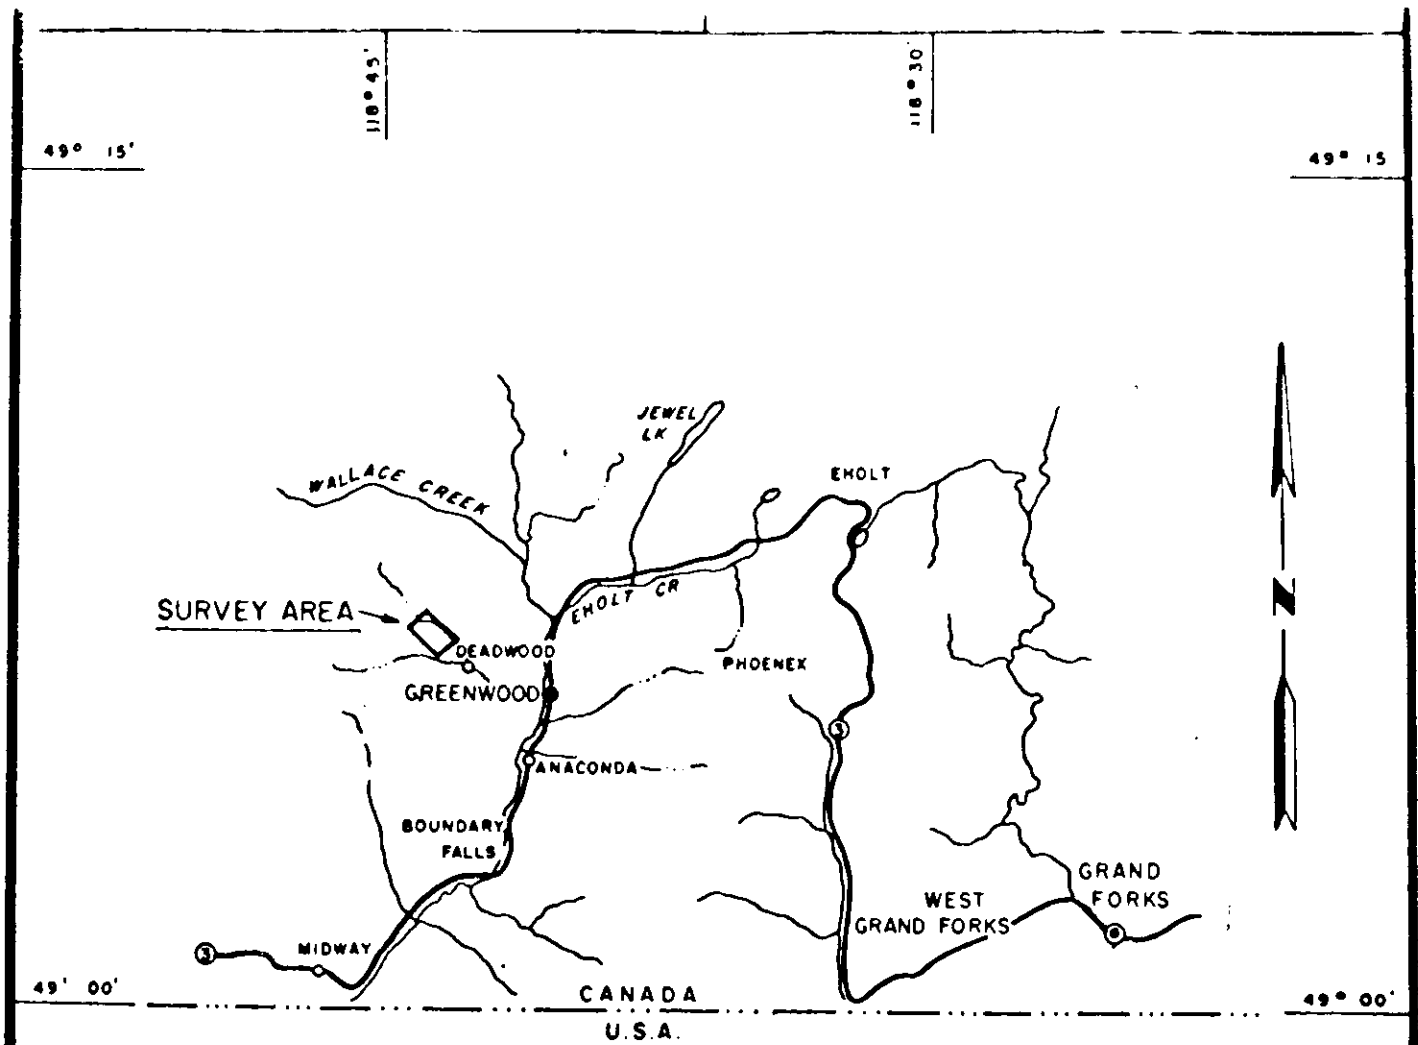 118° 45'
118° 30'
49° 15'
49° 15
JEWEL
LK
EHOLT
WALLACE CREEK
EHOLT CR
SURVEY AREA
DEADWOOD
PHOENEX
GREENWOOD
N
3
ANACONDA
BOUNDARY
FALLS
GRAND
FORKS
WEST
GRAND FORKS
3
MIDWAY
49' 00'
CANADA
49° 00'
U.S.A.